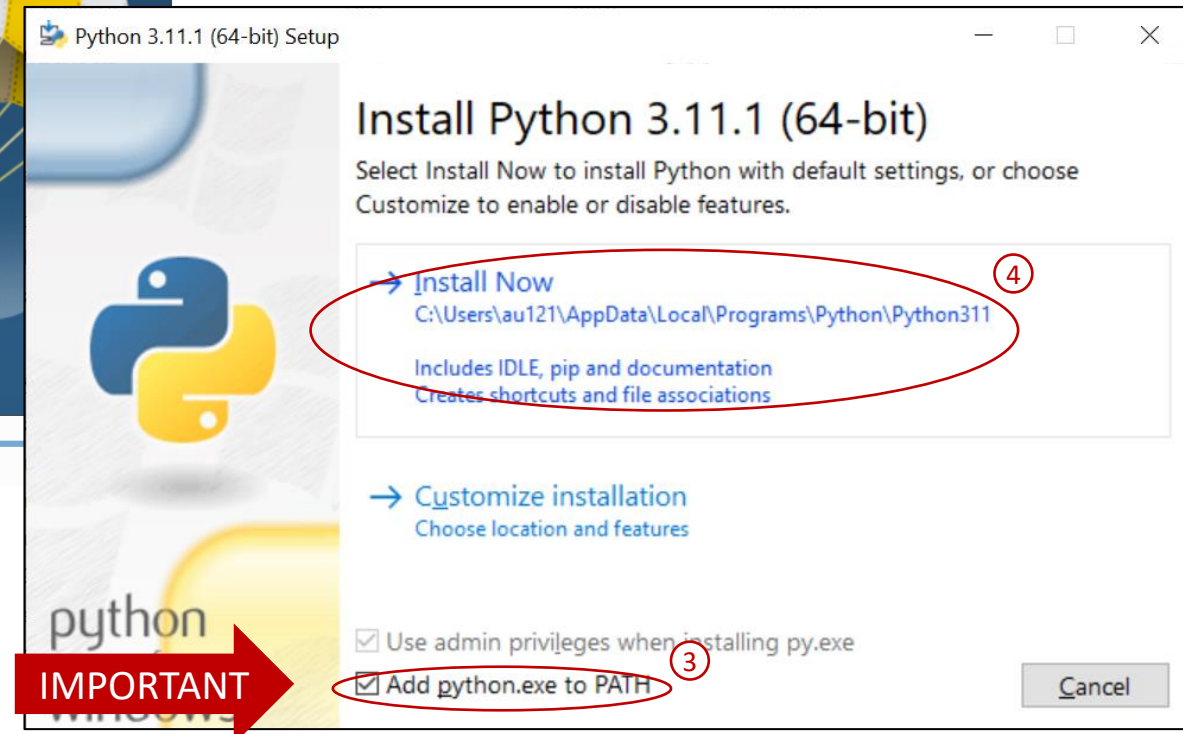 Python 3.11.1 (64-bit) Setup
Install Python 3.11.1 (64-bit)
Select Install Now to install Python with default settings, or choose
Customize to enable or disable features.
Install Now
4
C:\Users\au121\AppData\Local\Programs\Python\Python311
Includes IDLE, pip and documentation
Creates shortcuts and file associations
Customize installation
Choose location and features
python
windows
Use admin privileges when installing py.exe
3
IMPORTANT
Add python.exe to PATH
Cancel